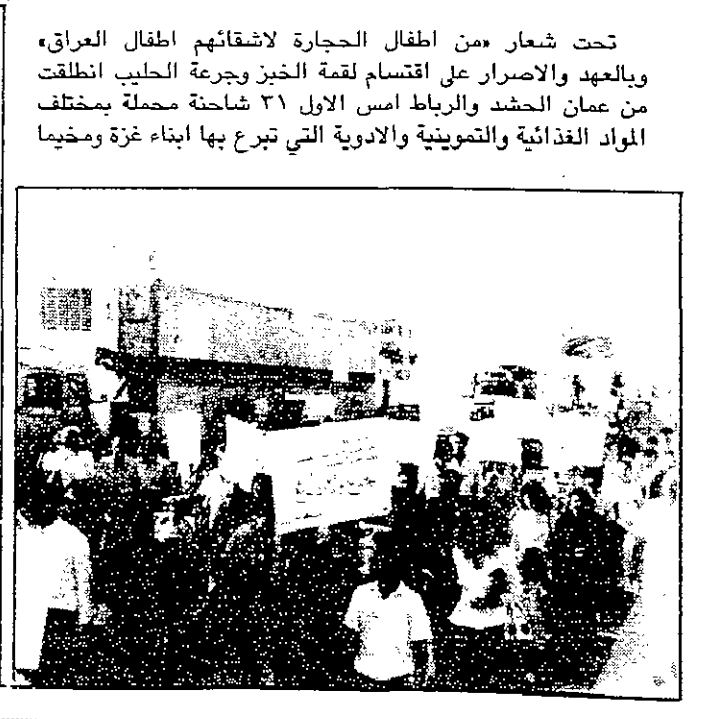 تحت شعار «من اطفال الحجارة لاشقائهم اطفال العراق»
وبالعهد والاصرار على اقتسام لقمة الخبز وجرعة الحليب انطلقت
من عمان الحشد والرباط امس الاول ٣١ شاحنة محملة بمختلف
المواد الغذائية والتموينية والادوية التي تبرع بها ابناء غزة ومخيما